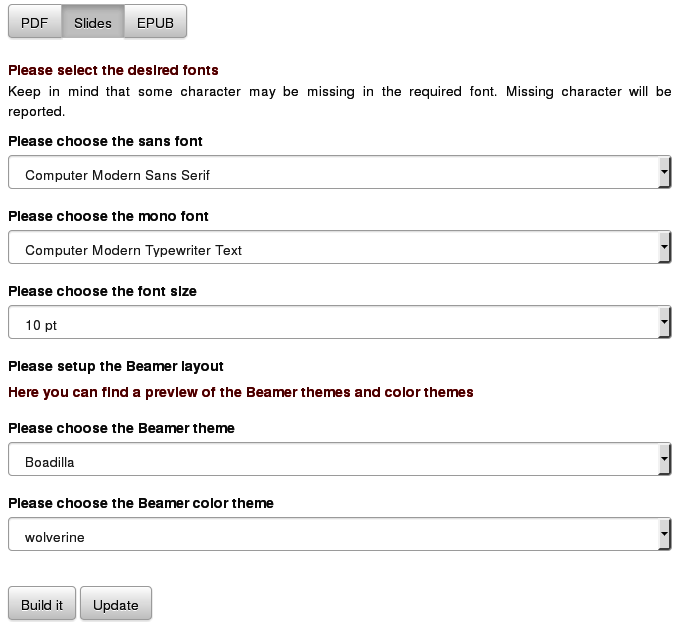 PDF Slides EPUB
Please select the desired fonts
Keep in mind that some character may be missing in the required font. Missing character will be
reported.
Please choose the sans font
Computer Modern Sans Serif
Please choose the mono font
Computer Modern Typewriter Text
Please choose the font size
10 pt
Please setup the Beamer layout
Here you can find a preview of the Beamer themes and color themes
Please choose the Beamer theme
Boadilla
Please choose the Beamer color theme
wolverine
Build it Update